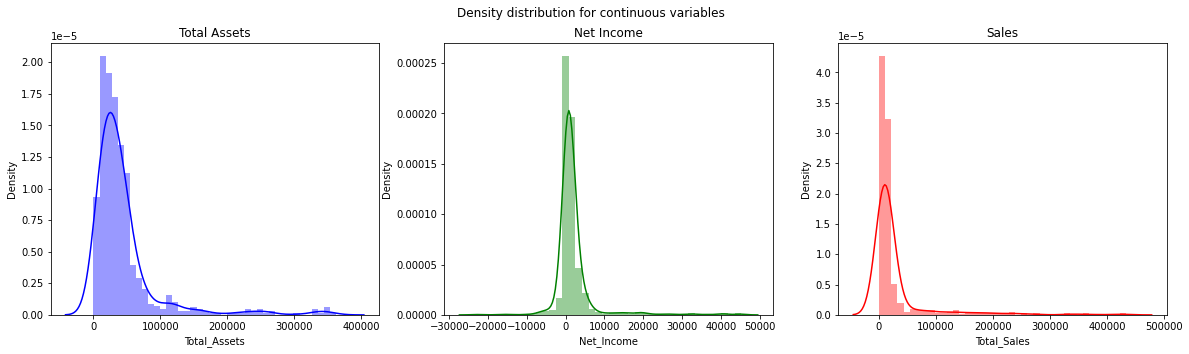 Density distribution for continuous variables
Total Assets
1e−5
2.00
1.75
1.50
1.25
1.00
0.75
0.50
0.25
0.00
Density
0 100000 200000 300000 400000
Total_Assets
Net Income
0.00025
0.00020
0.00015
0.00010
0.00005
0.00000
Density
−30000−20000−10000 0 10000 20000 30000 40000 50000
Net_Income
Sales
1e−5
4.0
3.5
3.0
2.5
2.0
1.5
1.0
0.5
0.0
Density
0 100000 200000 300000 400000 500000
Total_Sales